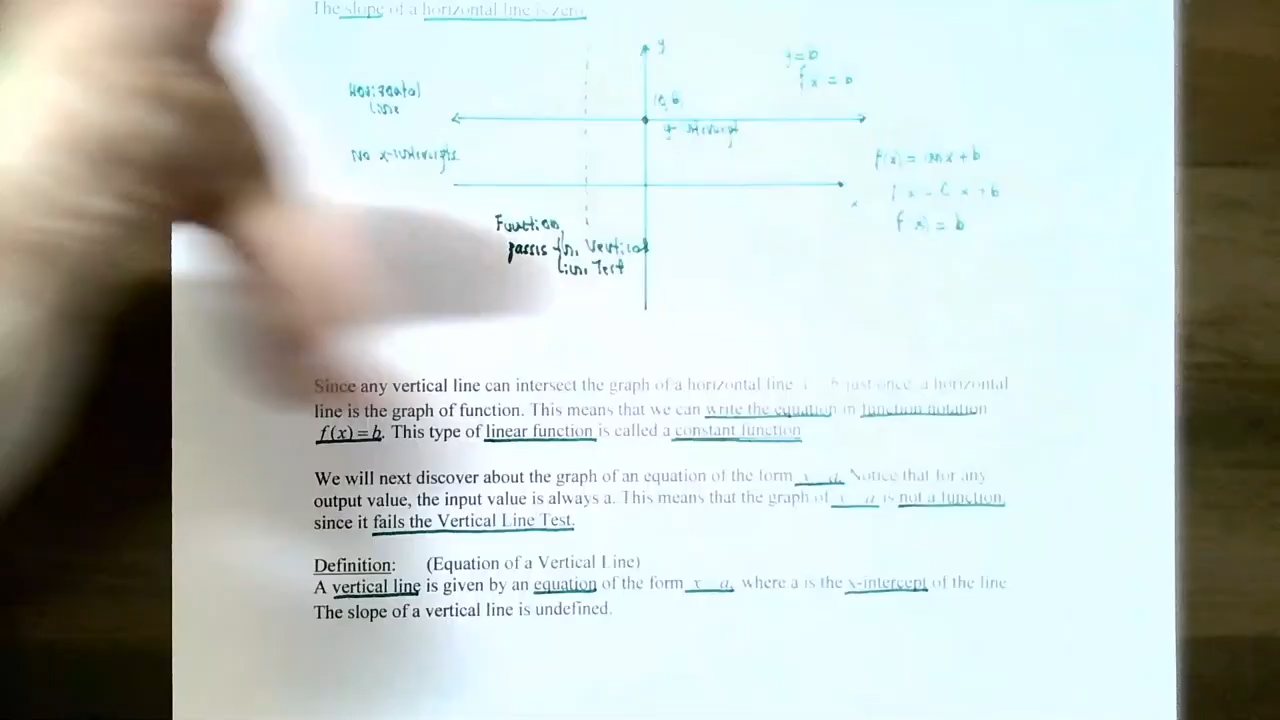 The slope of a horizontal line is zero.
y
y=b
f x = b
Horizontal
Line
(0, b)
y-intercept
No x-intercepts
f(x) = mx + b
x + b
x
f x) = b
Function
passes the Vertical
Line Test
Since any vertical line can intersect the graph of a horizontal line b just once, a horizontal
line is the graph of function. This means that we can write the equation in function notation
f(x) = b. This type of linear function is called a constant function
We will next discover about the graph of an equation of the form x a. Notice that for any
output value, the input value is always a. This means that the graph of x a is not a function,
since it fails the Vertical Line Test.
Definition: (Equation of a Vertical Line)
A vertical line is given by an equation of the form x a, where a is the x-intercept of the line
The slope of a vertical line is undefined.